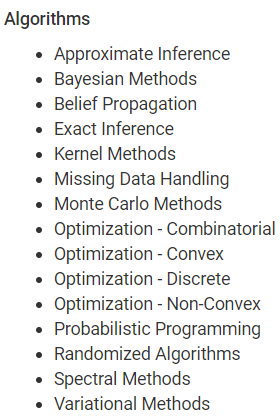 Algorithms
Approximate Inference
Bayesian Methods
Belief Propagation
Exact Inference
Kernel Methods
Missing Data Handling
Monte Carlo Methods
Optimization - Combinatorial
Optimization - Convex
Optimization - Discrete
Optimization - Non-Convex
Probabilistic Programming
Randomized Algorithms
Spectral Methods
Variational Methods